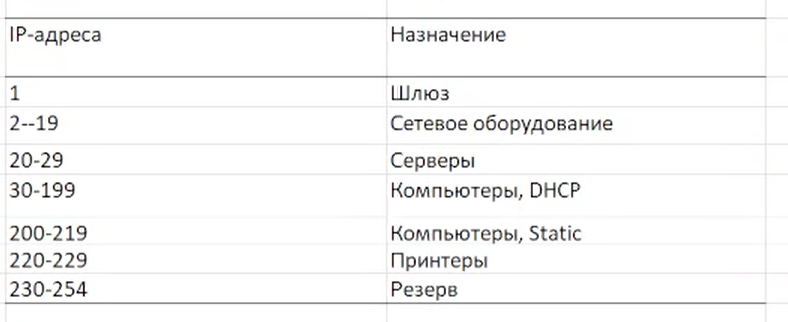 IP-адреса Назначение
1 Шлюз
2--19 Сетевое оборудование
20-29 Серверы
30-199 Компьютеры, DHCP
200-219 Компьютеры, Static
220-229 Принтеры
230-254 Резерв